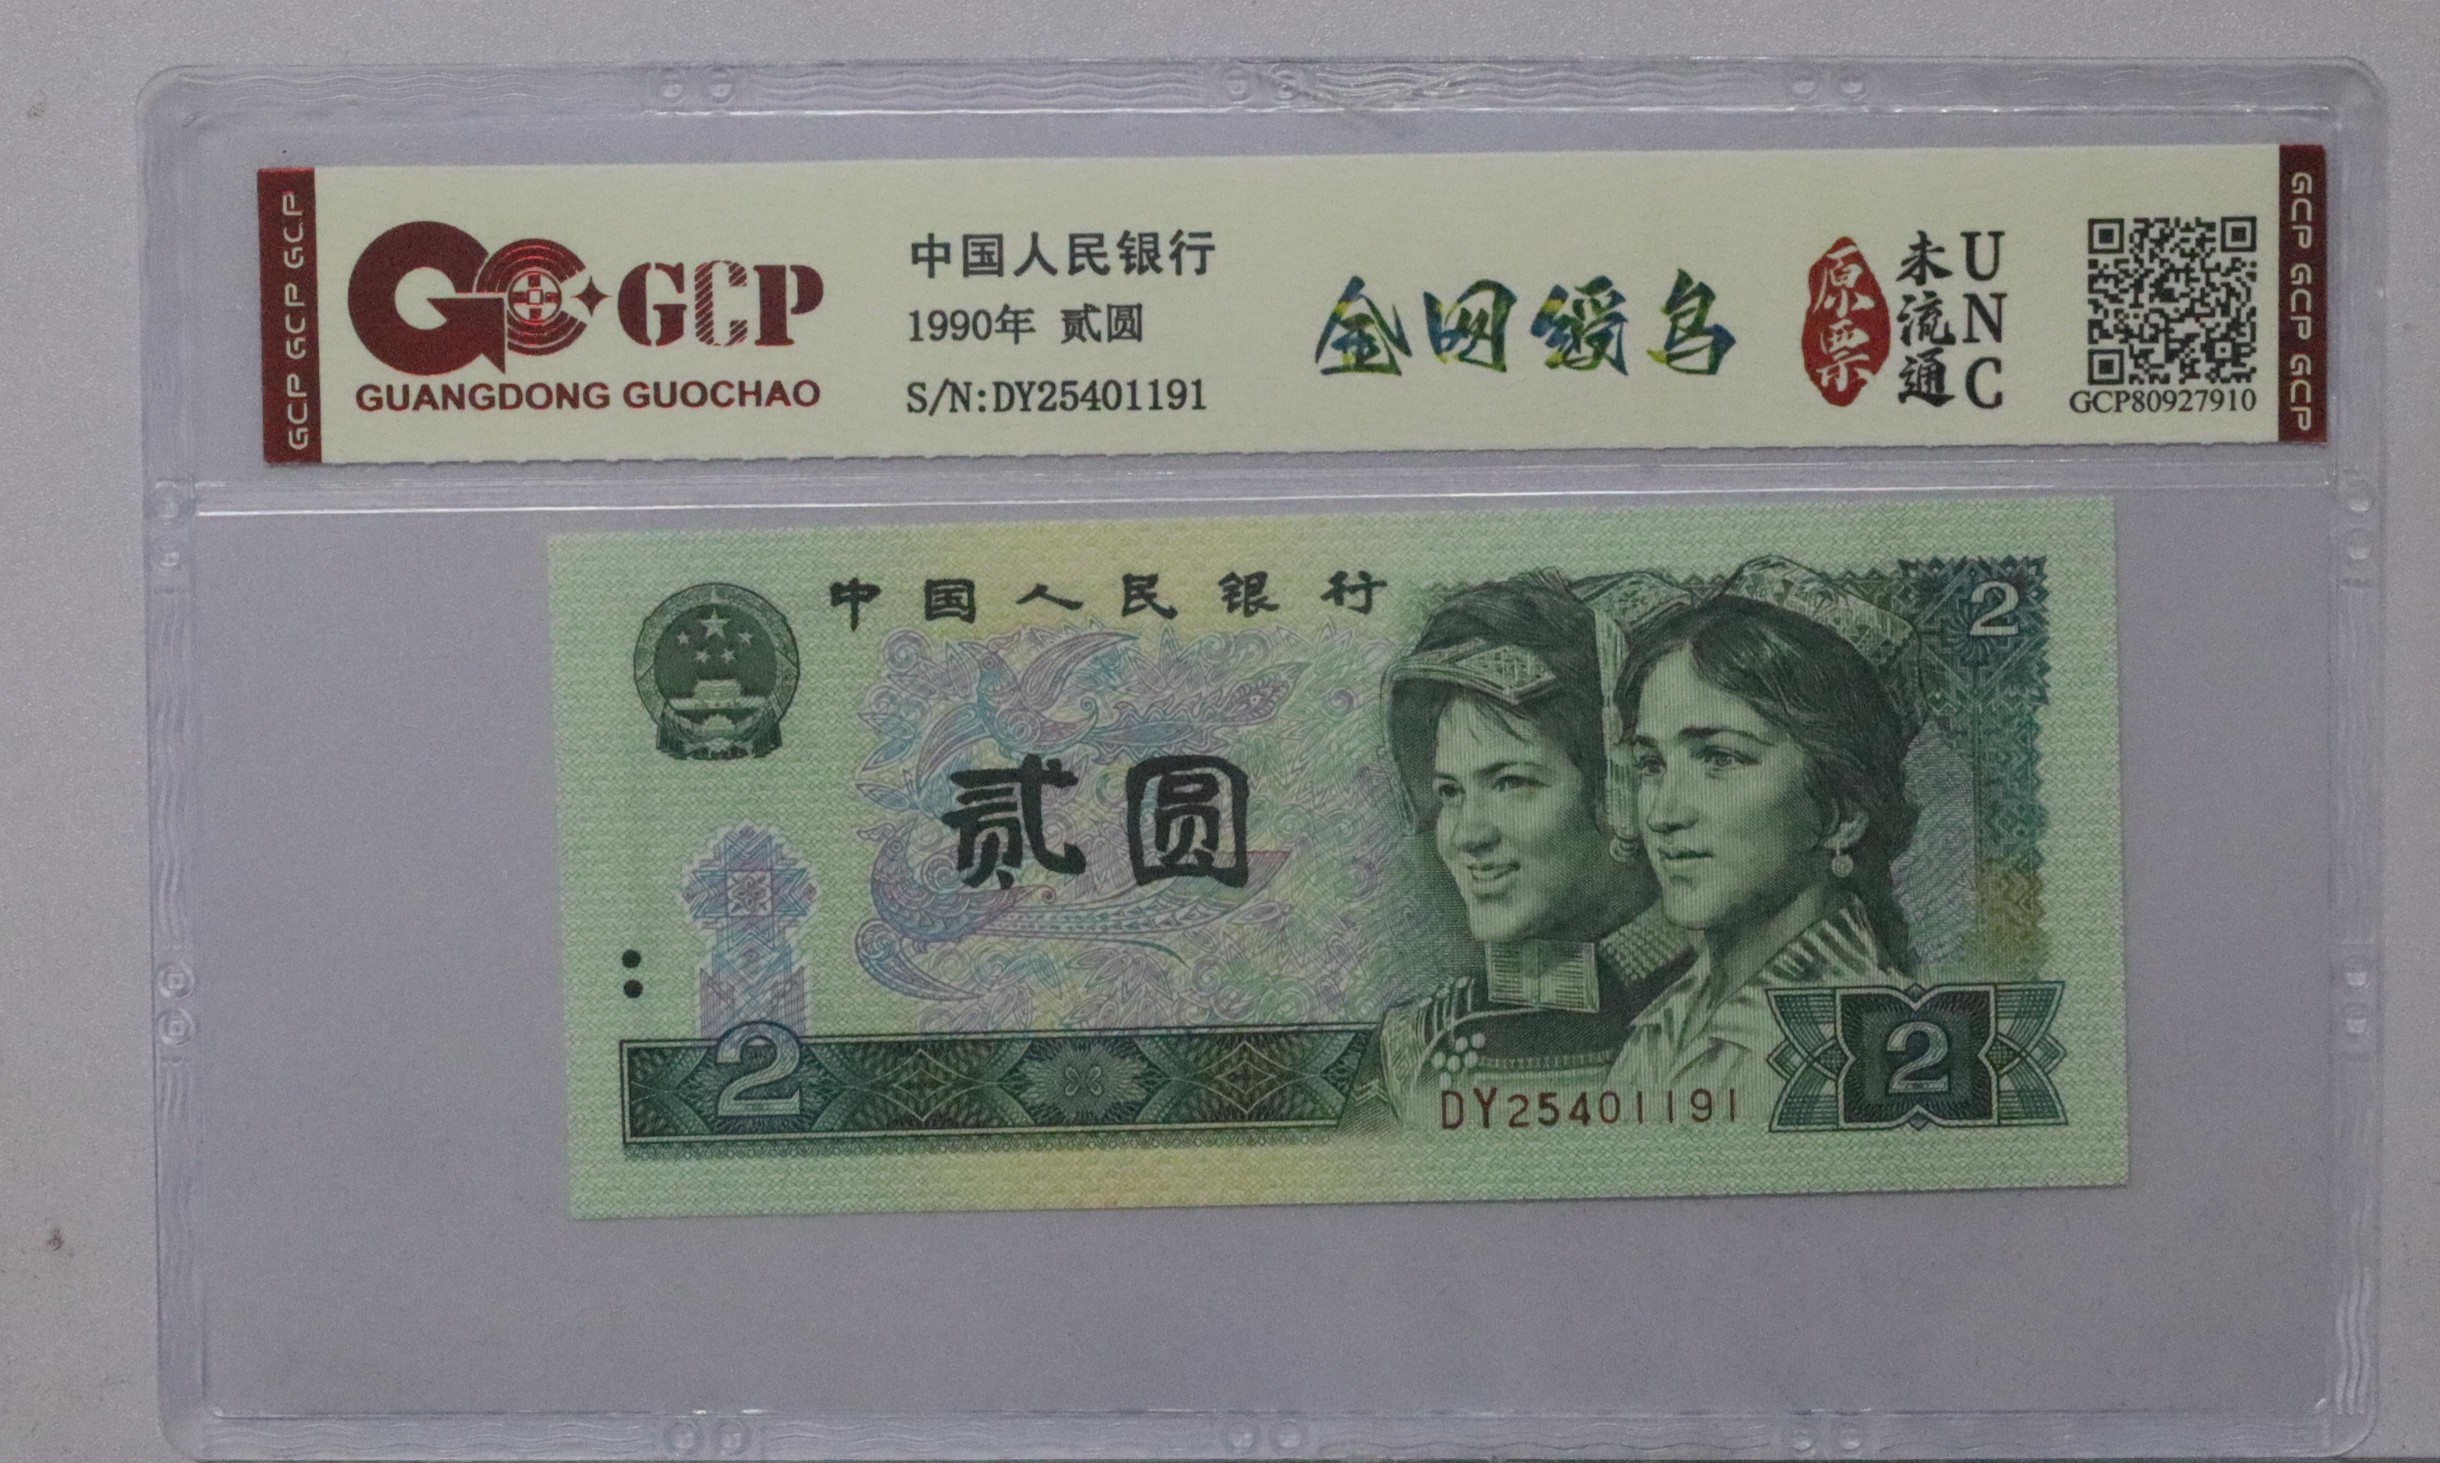 GCP GCP GCP
GCP
GUANGDONG GUOCHAO
中国人民银行
1990年 贰圆
S/N:DY25401191
金网绶鸟
原票
未流通
UNC
GCP80927910
GCP GCP GCP
中国人民银行
2
贰圆
2
DY25401191
2